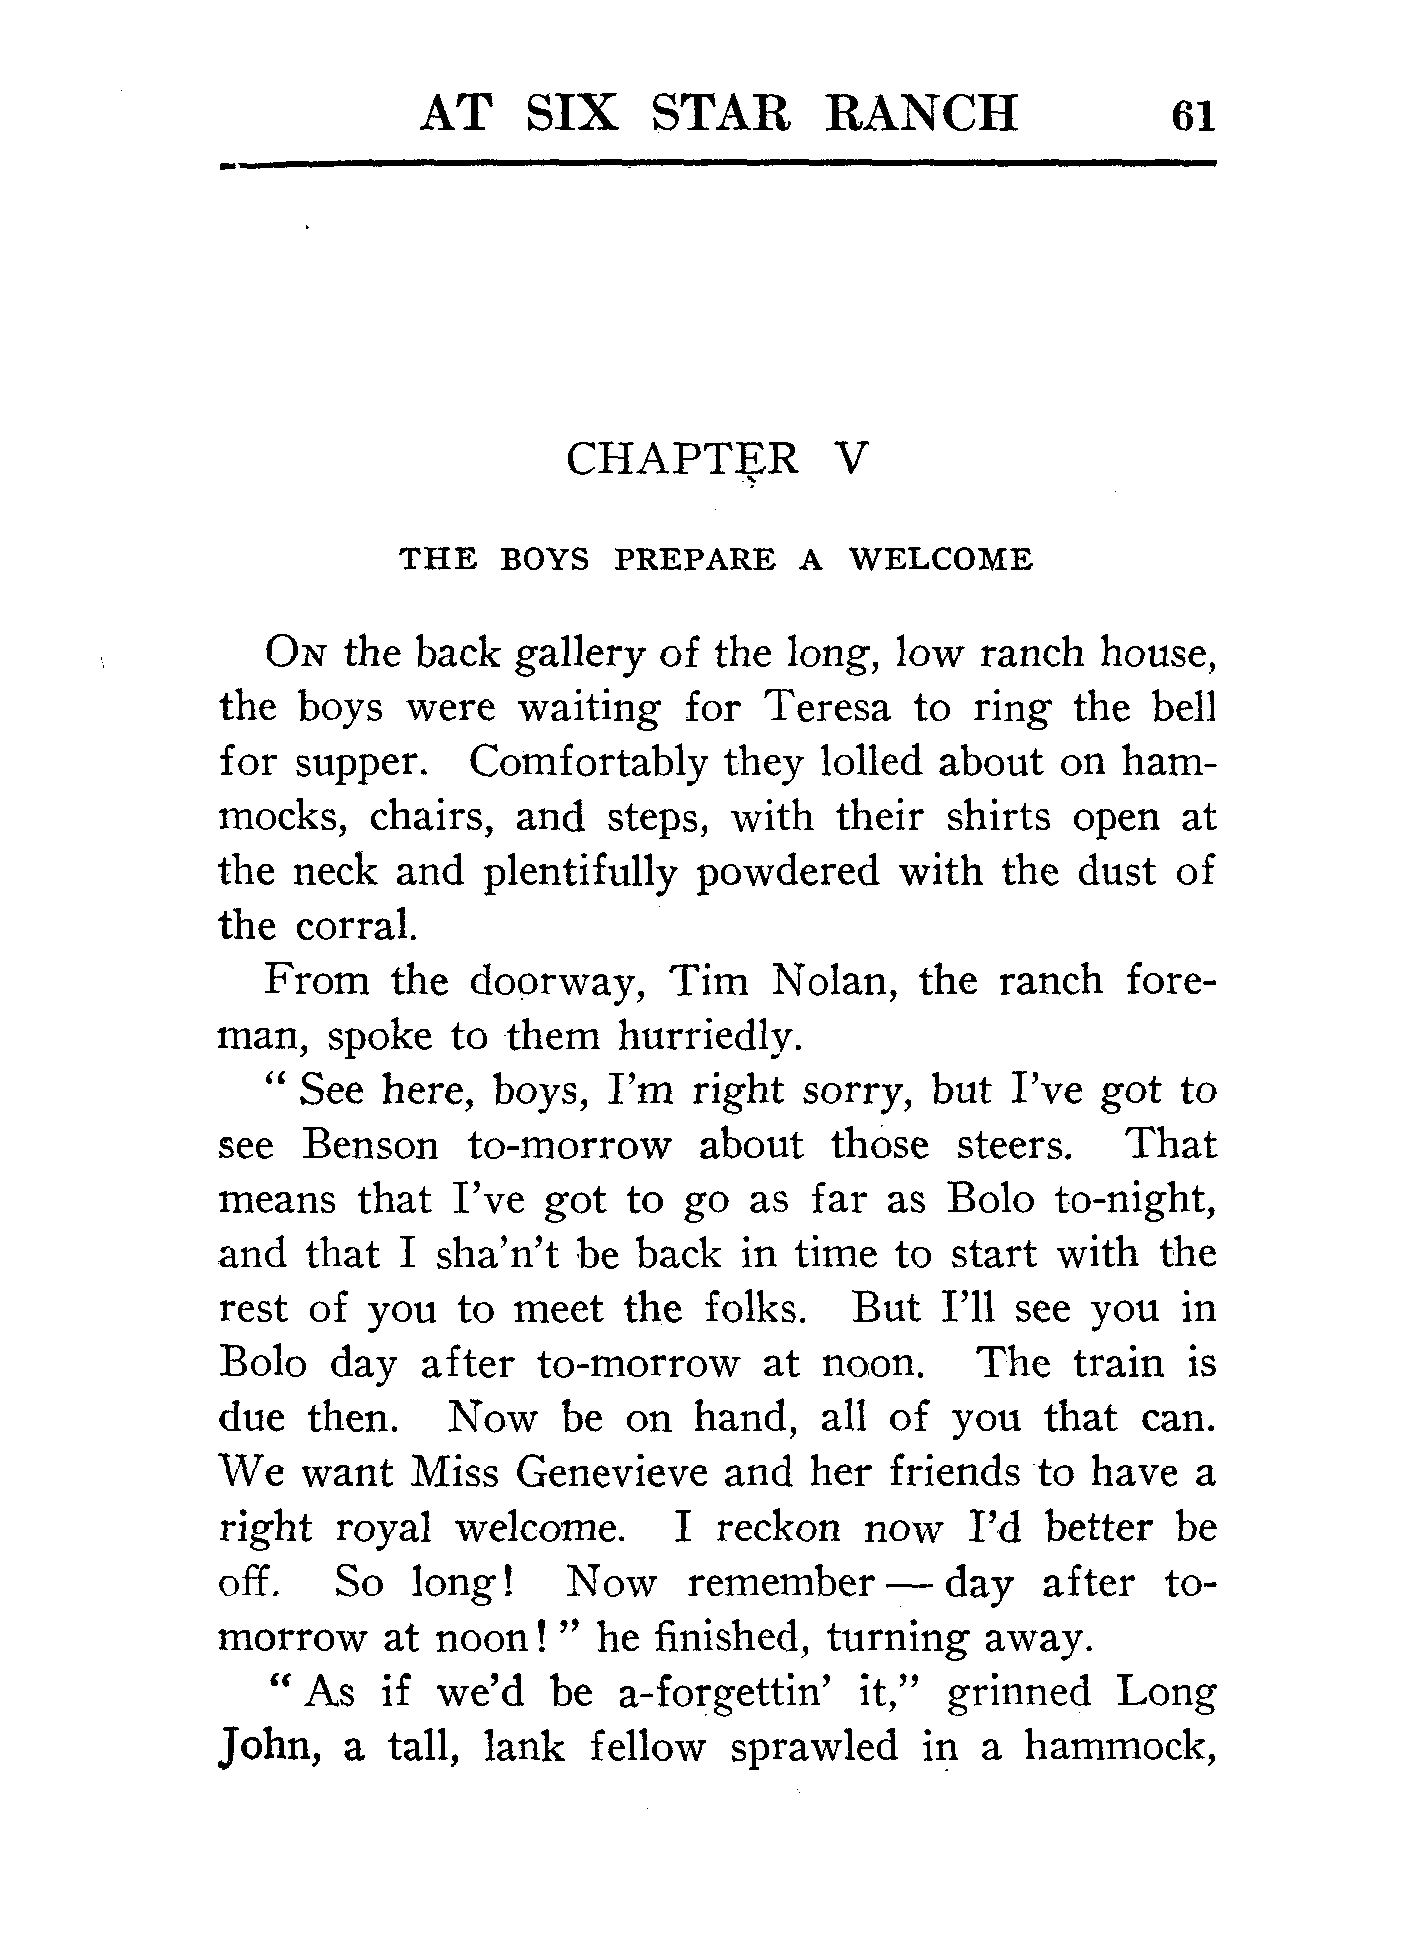 AT SIX STAR RANCH 61
CHAPTER V
THE BOYS PREPARE A WELCOME
ON the back gallery of the long, low ranch house,
the boys were waiting for Teresa to ring the bell
for supper. Comfortably they lolled about on ham-
mocks, chairs, and steps, with their shirts open at
the neck and plentifully powdered with the dust of
the corral.
From the doorway, Tim Nolan, the ranch fore-
man, spoke to them hurriedly.
“ See here, boys, I’m right sorry, but I’ve got to
see Benson to-morrow about those steers. That
means that I’ve got to go as far as Bolo to-night,
and that I sha’n’t be back in time to start with the
rest of you to meet the folks. But I’ll see you in
Bolo day after to-morrow at noon. The train is
due then. Now be on hand, all of you that can.
We want Miss Genevieve and her friends to have a
right royal welcome. I reckon now I’d better be
off. So long! Now remember — day after to-
morrow at noon! ” he finished, turning away.
“ As if we’d be a-forgettin’ it,” grinned Long
John, a tall, lank fellow sprawled in a hammock,